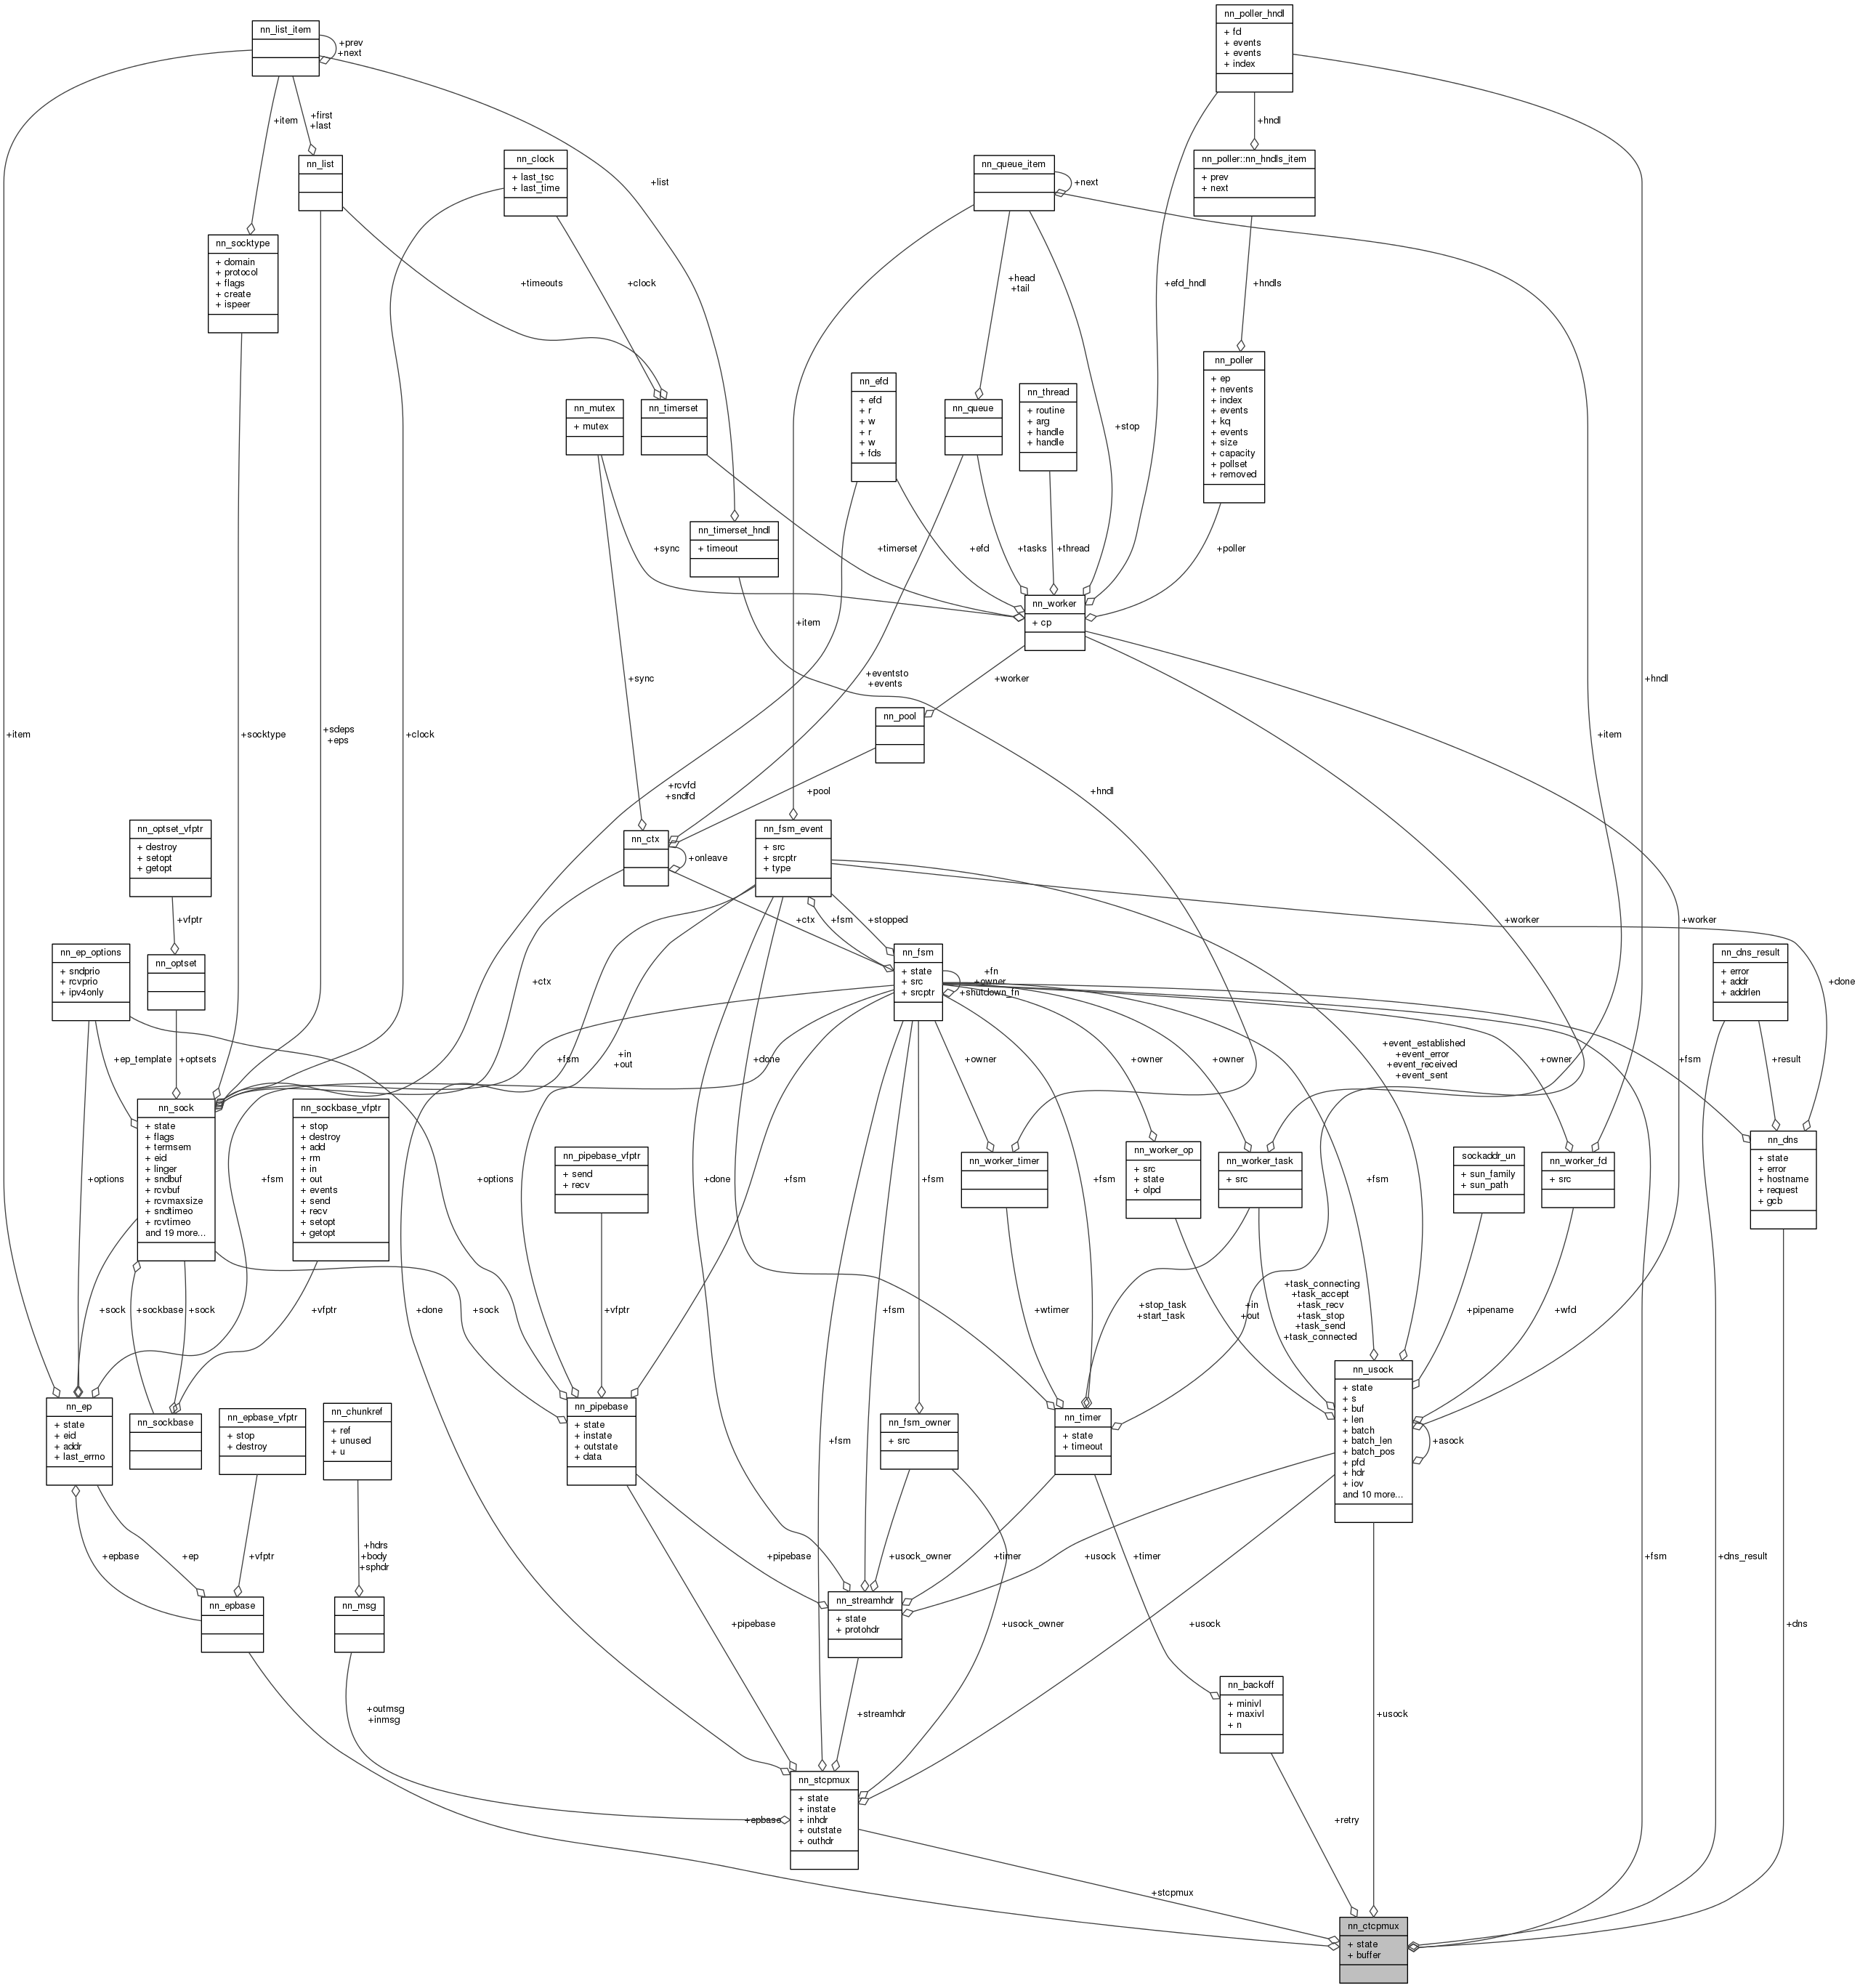 nn_poller_hndl
+ fd
+ events
+ events
+ index
nn_list_item
+prev
+next
+first
+last
+item
+hndl
nn_clock
+ last_tsc
+ last_time
nn_poller::nn_hndls_item
+ prev
+ next
nn_list
nn_queue_item
+next
+list
nn_socktype
+ domain
+ protocol
+ flags
+ create
+ ispeer
+timeouts
+clock
+head
+tail
+efd_hndl
+hndls
nn_poller
+ ep
+ nevents
+ index
+ events
+ kq
+ events
+ size
+ capacity
+ pollset
+ removed
nn_efd
+ efd
+ r
+ w
+ r
+ w
+ fds
nn_thread
+ routine
+ arg
+ handle
+ handle
nn_mutex
+ mutex
nn_timerset
nn_queue
+stop
nn_timerset_hndl
+ timeout
+sync
+timerset
+efd
+tasks
+thread
+poller
nn_worker
+ cp
+item
+sync
+eventsto
+events
+worker
+hndl
nn_pool
+item
+socktype
+sdeps
+eps
+clock
+item
+rcvfd
+sndfd
+pool
+hndl
nn_optset_vfptr
+ destroy
+ setopt
+ getopt
nn_ctx
+onleave
nn_fsm_event
+ src
+ srcptr
+ type
+vfptr
+ctx
+fsm
+stopped
+worker
+worker
nn_ep_options
+ sndprio
+ rcvprio
+ ipv4only
nn_optset
nn_fsm
+ state
+ src
+ srcptr
+fn
+owner
+shutdown_fn
nn_dns_result
+ error
+ addr
+ addrlen
+ctx
+done
+ep_template
+optsets
+fsm
+in
+out
+done
+owner
+owner
+owner
+event_established
+event_error
+event_received
+event_sent
+owner
+fsm
+result
nn_sock
+ state
+ flags
+ termsem
+ eid
+ linger
+ sndbuf
+ rcvbuf
+ rcvmaxsize
+ sndtimeo
+ rcvtimeo
and 19 more...
nn_sockbase_vfptr
+ stop
+ destroy
+ add
+ rm
+ in
+ out
+ events
+ send
+ recv
+ setopt
+ getopt
nn_pipebase_vfptr
+ send
+ recv
nn_worker_timer
nn_worker_op
+ src
+ state
+ olpd
nn_worker_task
+ src
sockaddr_un
+ sun_family
+ sun_path
nn_worker_fd
+ src
nn_dns
+ state
+ error
+ hostname
+ request
+ gcb
+options
+fsm
+options
+done
+fsm
+fsm
+fsm
+fsm
+sock
+sockbase
+sock
+vfptr
+done
+sock
+vfptr
+fsm
+wtimer
+stop_task
+start_task
+in
+out
+task_connecting
+task_accept
+task_recv
+task_stop
+task_send
+task_connected
+pipename
+wfd
nn_ep
+ state
+ eid
+ addr
+ last_errno
nn_sockbase
nn_epbase_vfptr
+ stop
+ destroy
nn_chunkref
+ ref
+ unused
+ u
nn_pipebase
+ state
+ instate
+ outstate
+ data
nn_fsm_owner
+ src
nn_timer
+ state
+ timeout
nn_usock
+ state
+ s
+ buf
+ len
+ batch
+ batch_len
+ batch_pos
+ pfd
+ hdr
+ iov
and 10 more...
+asock
+fsm
+epbase
+ep
+vfptr
+hdrs
+body
+sphdr
+pipebase
+usock_owner
+timer
+usock
+timer
+fsm
+dns_result
nn_epbase
nn_msg
nn_streamhdr
+ state
+ protohdr
+pipebase
+usock_owner
+usock
+dns
nn_backoff
+ minivl
+ maxivl
+ n
+outmsg
+inmsg
+streamhdr
+usock
nn_stcpmux
+ state
+ instate
+ inhdr
+ outstate
+ outhdr
+epbase
+retry
+stcpmux
nn_ctcpmux
+ state
+ buffer